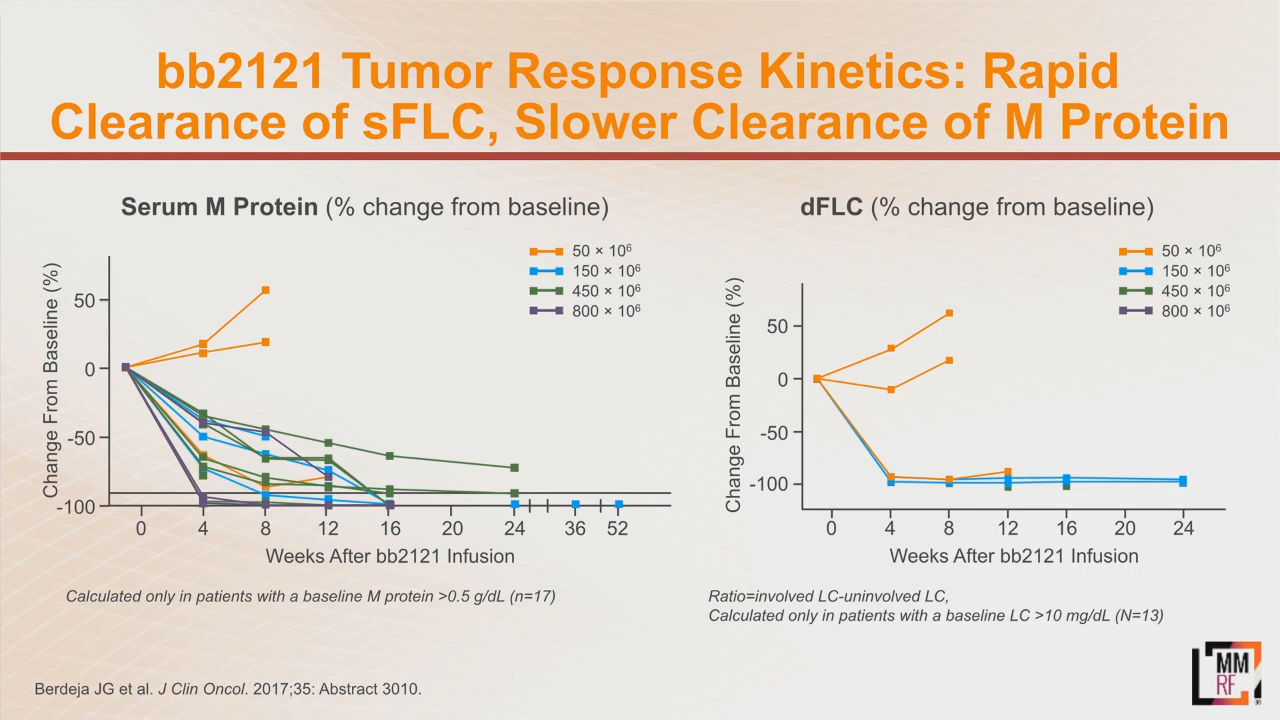 bb2121 Tumor Response Kinetics: Rapid
Clearance of sFLC, Slower Clearance of M Protein
Serum M Protein (% change from baseline)
50 × 10⁶
150 × 10⁶
450 × 10⁶
800 × 10⁶
Change From Baseline (%)
50
0
-50
-100
0 4 8 12 16 20 24 36 52
Weeks After bb2121 Infusion
Calculated only in patients with a baseline M protein >0.5 g/dL (n=17)
dFLC (% change from baseline)
50 × 10⁶
150 × 10⁶
450 × 10⁶
800 × 10⁶
Change From Baseline (%)
50
0
-50
-100
0 4 8 12 16 20 24
Weeks After bb2121 Infusion
Ratio=involved LC-uninvolved LC,
Calculated only in patients with a baseline LC >10 mg/dL (N=13)
Berdeja JG et al. J Clin Oncol. 2017;35: Abstract 3010.
MM
RF
®